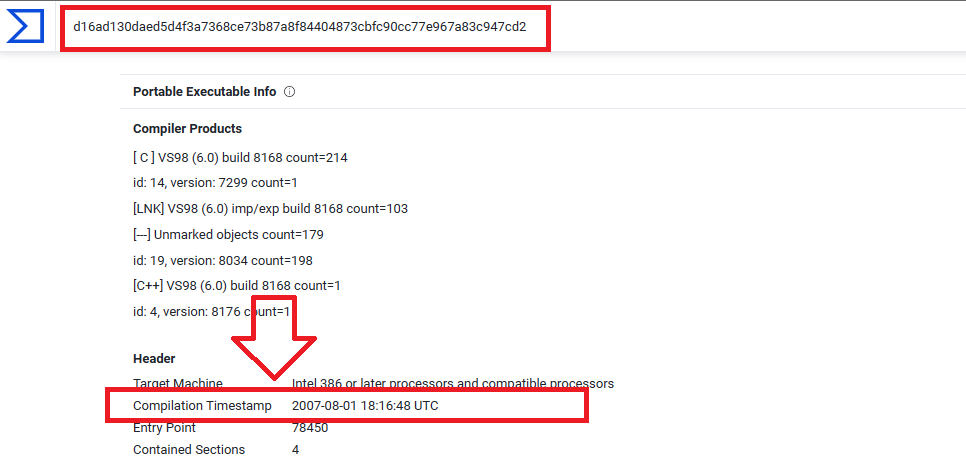 d16ad130daed5d4f3a7368ce73b87a8f84404873cbfc90cc77e967a83c947cd2
Portable Executable Info
Compiler Products
[ C ] VS98 (6.0) build 8168 count=214
id: 14, version: 7299 count=1
[LNK] VS98 (6.0) imp/exp build 8168 count=103
[---] Unmarked objects count=179
id: 19, version: 8034 count=198
[C++] VS98 (6.0) build 8168 count=1
id: 4, version: 8176 count=1
Header
Target Machine Intel 386 or later processors and compatible processors
Compilation Timestamp 2007-08-01 18:16:48 UTC
Entry Point 78450
Contained Sections 4